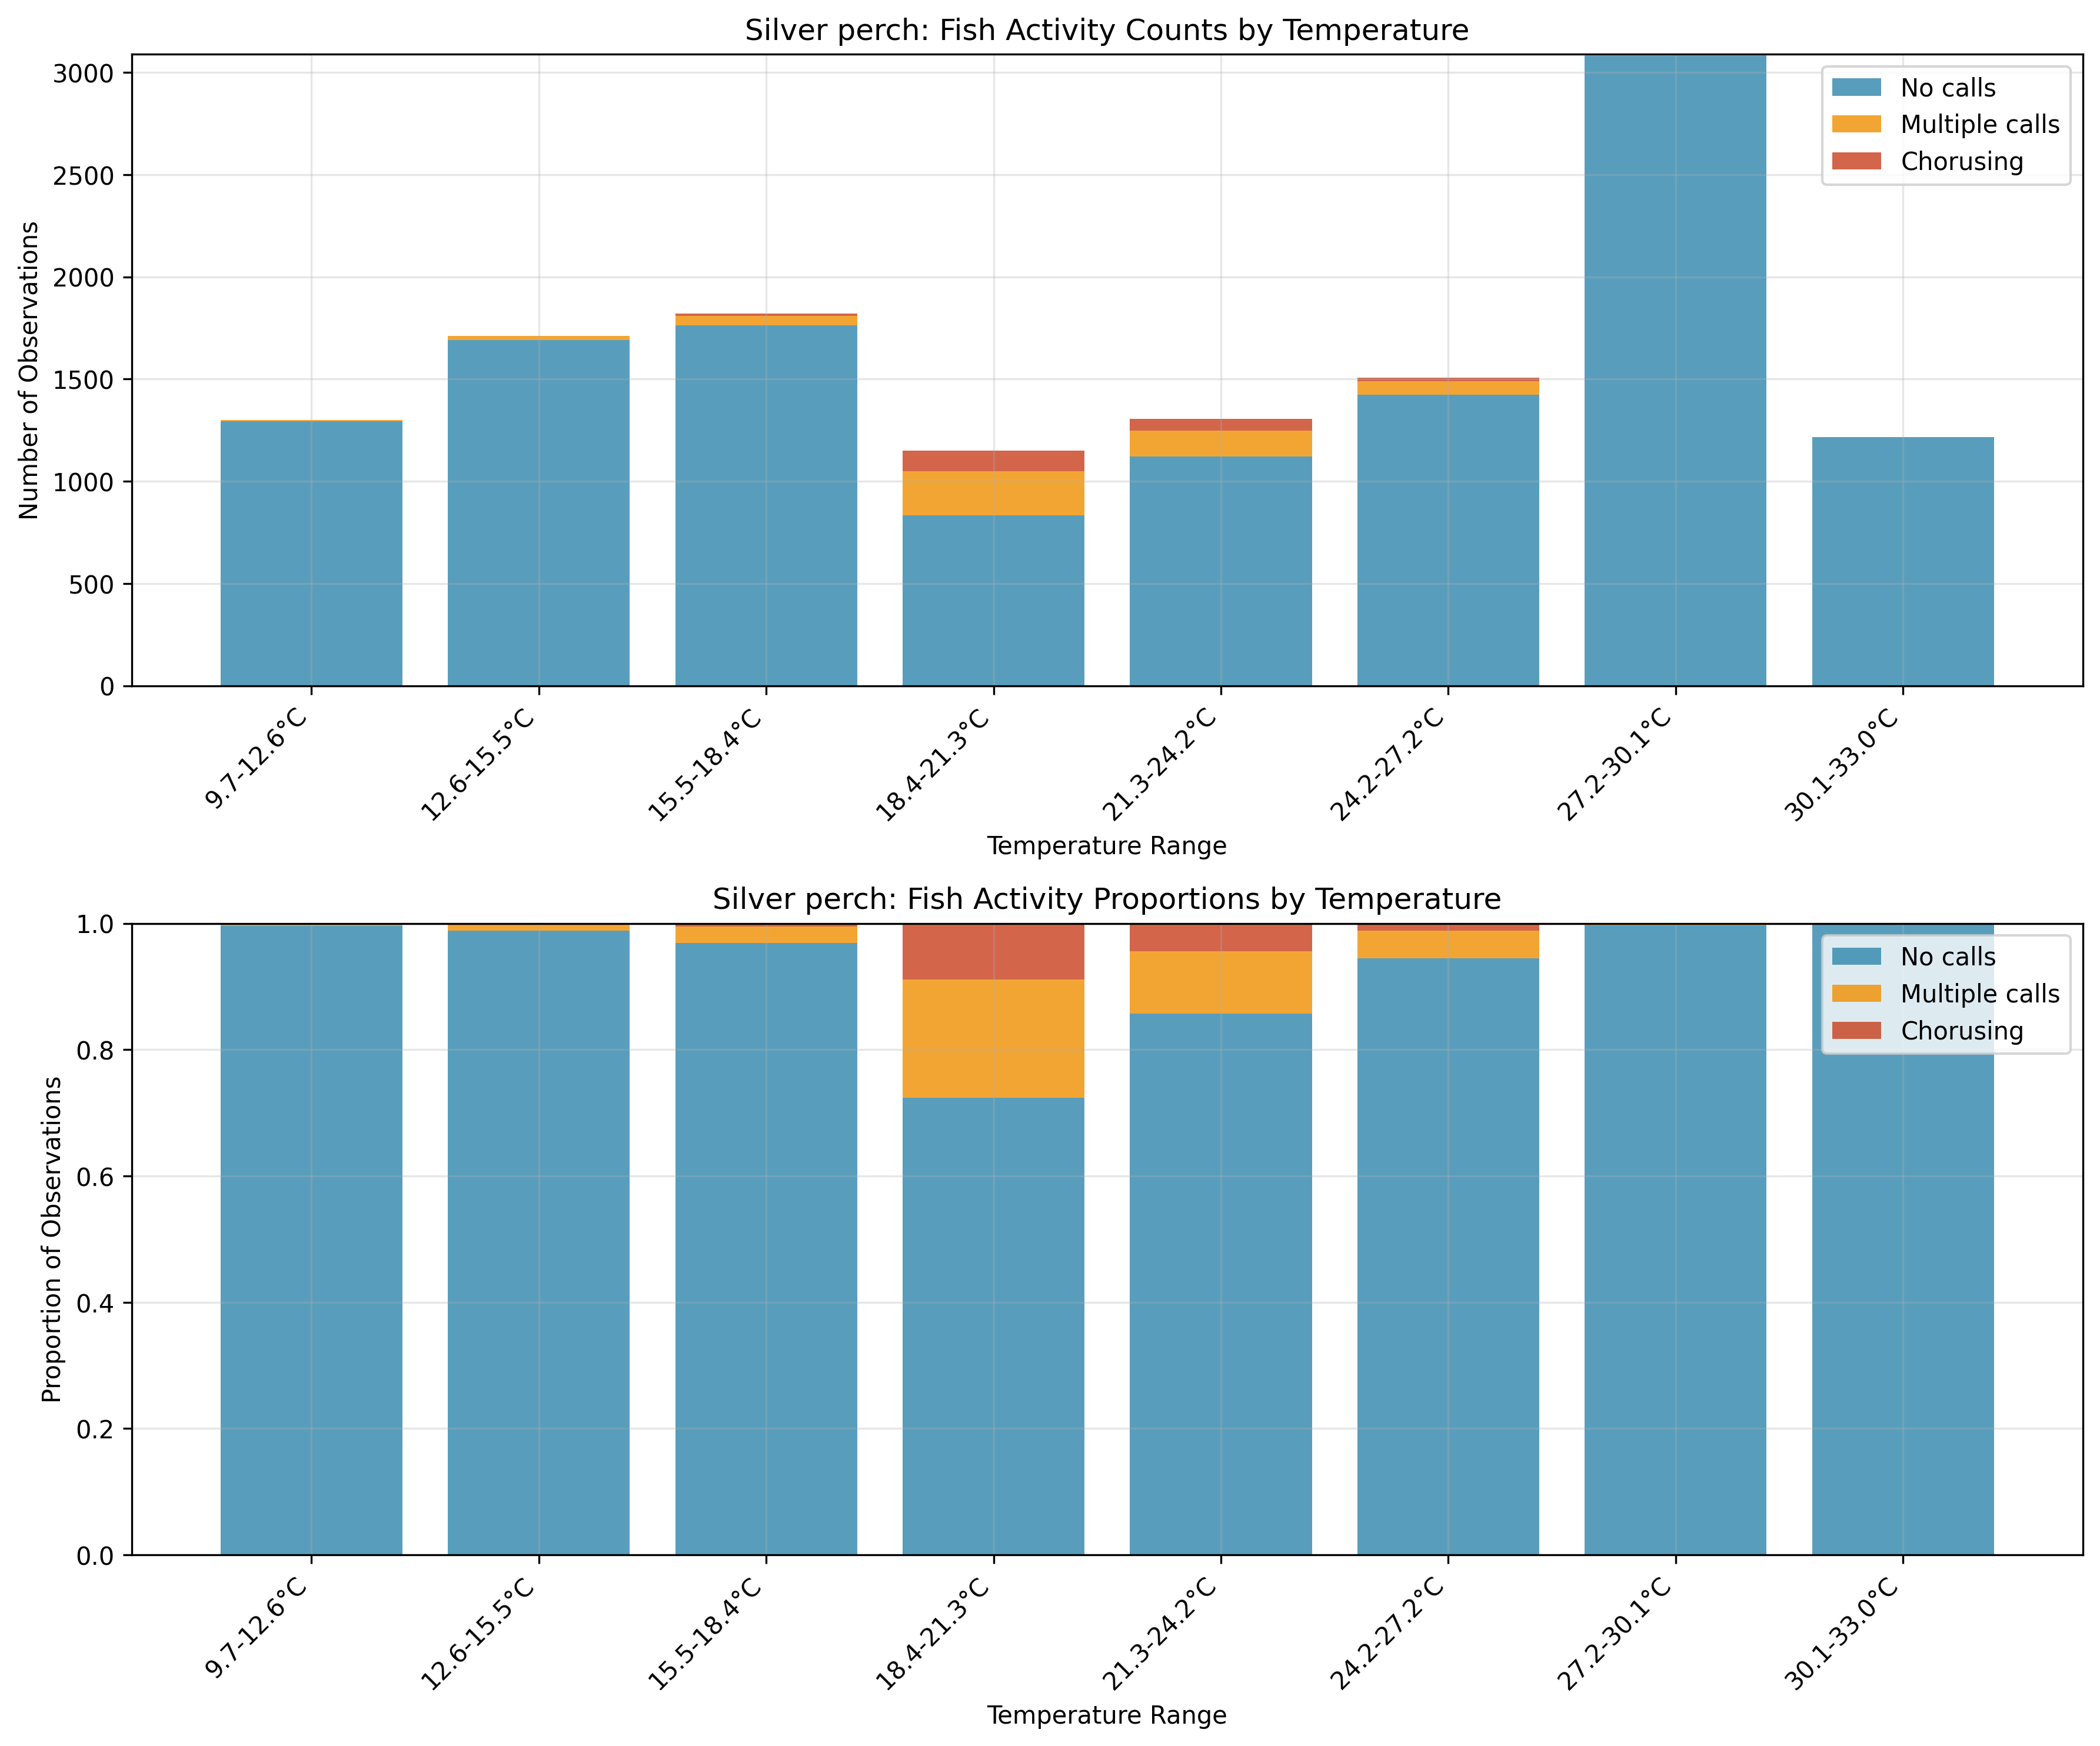 Silver perch: Fish Activity Counts by Temperature
Number of Observations
3000
2500
2000
1500
1000
500
0
No calls
Multiple calls
Chorusing
9.7-12.6°C
12.6-15.5°C
15.5-18.4°C
18.4-21.3°C
21.3-24.2°C
24.2-27.2°C
27.2-30.1°C
30.1-33.0°C
Temperature Range
Silver perch: Fish Activity Proportions by Temperature
Proportion of Observations
1.0
0.8
0.6
0.4
0.2
0.0
No calls
Multiple calls
Chorusing
9.7-12.6°C
12.6-15.5°C
15.5-18.4°C
18.4-21.3°C
21.3-24.2°C
24.2-27.2°C
27.2-30.1°C
30.1-33.0°C
Temperature Range